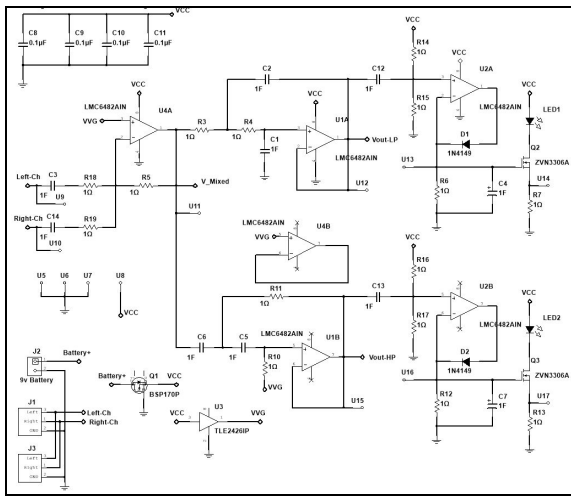 VCC
C8
0.1µF
C9
0.1µF
C10
0.1µF
C11
0.1µF
VCC
U4A
VVG
LMC6482AIN
Left-Ch
C3
1F
U9
R18
1Ω
R5
1Ω
V_Mixed
Right-Ch
C14
1F
U10
R19
1Ω
U11
R3
1Ω
R4
1Ω
C2
1F
C1
1F
VCC
U1A
LMC6482AIN
Vout-LP
U12
C12
1F
VCC
R14
1Ω
R15
1Ω
VCC
U2A
LMC6482AIN
D1
1N4149
U13
R6
1Ω
C4
1F
VCC
LED1
Q2
ZVN3306A
U14
R7
1Ω
LMC6482AIN
U4B
VVG
U5
U6
U7
U8
VCC
R11
1Ω
C6
1F
C5
1F
R10
1Ω
VVG
LMC6482AIN
U1B
Vout-HP
U15
C13
1F
VCC
R16
1Ω
R17
1Ω
U2B
LMC6482AIN
D2
1N4149
U16
R12
1Ω
C7
1F
VCC
LED2
Q3
ZVN3306A
U17
R13
1Ω
J2
Battery+
9v Battery
Battery+
Q1
VCC
BSP170P
J1
Left
Right
GND
Left-Ch
Right-Ch
J3
Left
Right
GND
VCC
U3
VVG
TLE2426IP